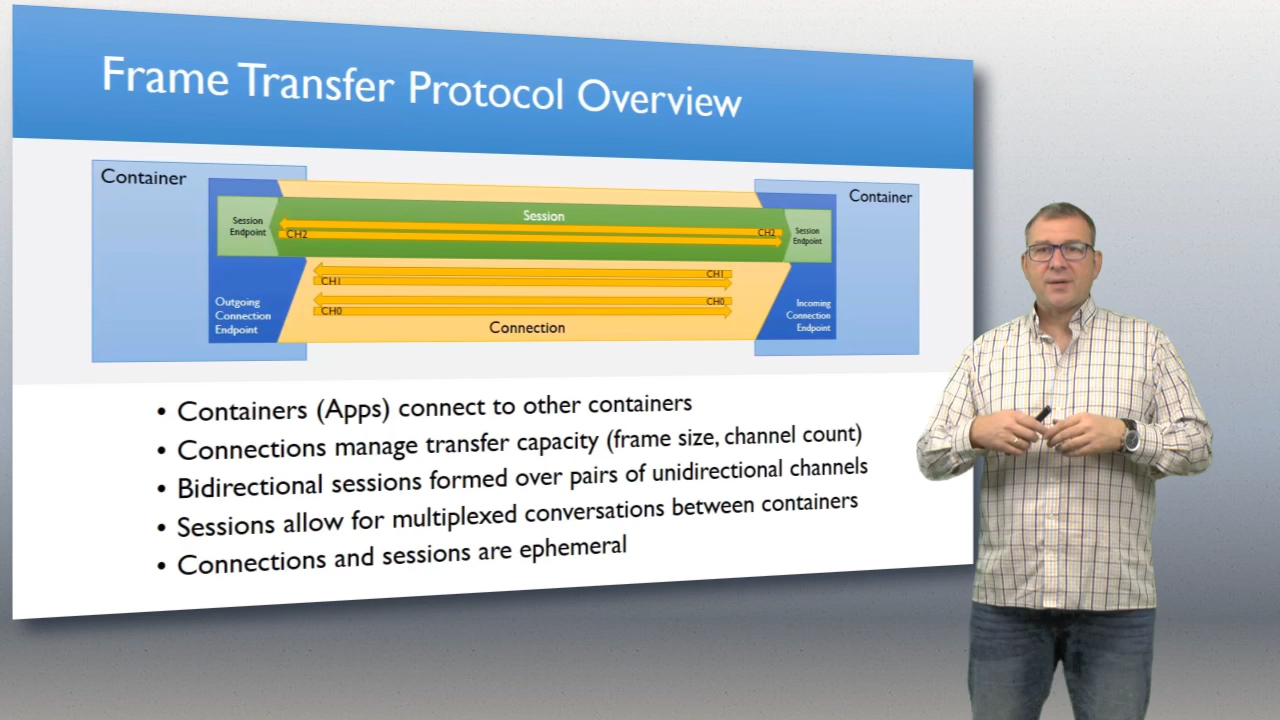 Frame Transfer Protocol Overview
Container
Container
Session
Session
Endpoint
CH2
CH2
Session
Endpoint
CH1
CH1
CH0
CH0
Outgoing
Connection
Endpoint
Incoming
Connection
Endpoint
Connection
• Containers (Apps) connect to other containers
• Connections manage transfer capacity (frame size, channel count)
• Bidirectional sessions formed over pairs of unidirectional channels
• Sessions allow for multiplexed conversations between containers
• Connections and sessions are ephemeral